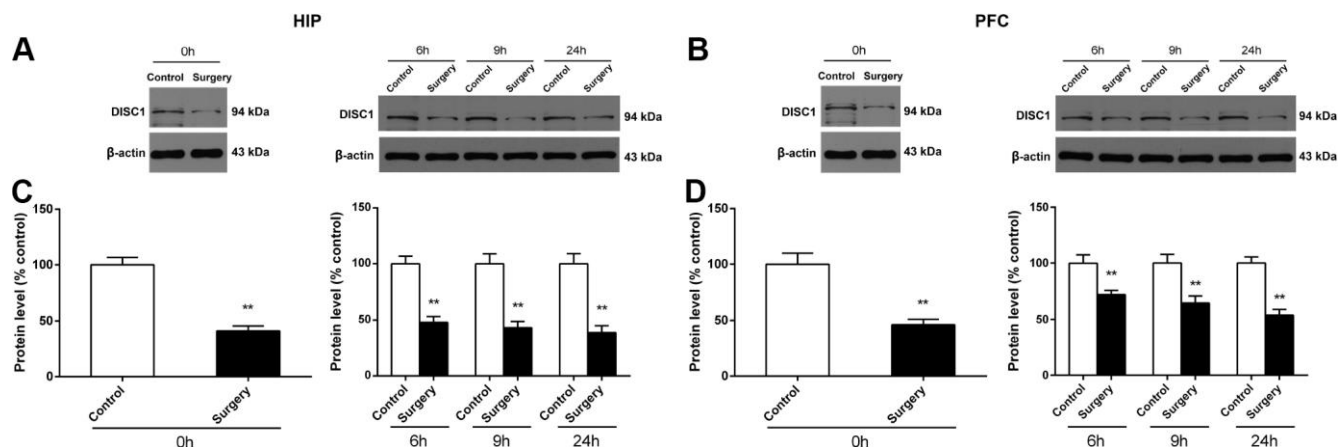 HIP
PFC
A
0h
Control Surgery
DISC1
94 kDa
β-actin
43 kDa
6h 9h 24h
Control Surgery Control Surgery Control Surgery
DISC1
94 kDa
β-actin
43 kDa
B
0h
Control Surgery
DISC1
94 kDa
β-actin
43 kDa
6h 9h 24h
Control Surgery Control Surgery Control Surgery
DISC1
94 kDa
β-actin
43 kDa
C
Protein level (% control)
150
100
50
0
**
Control Surgery
0h
Protein level (% control)
150
100
50
0
** ** **
Control Surgery Control Surgery Control Surgery
6h 9h 24h
D
Protein level (% control)
150
100
50
0
**
Control Surgery
0h
Protein level (% control)
150
100
50
0
** ** **
Control Surgery Control Surgery Control Surgery
6h 9h 24h